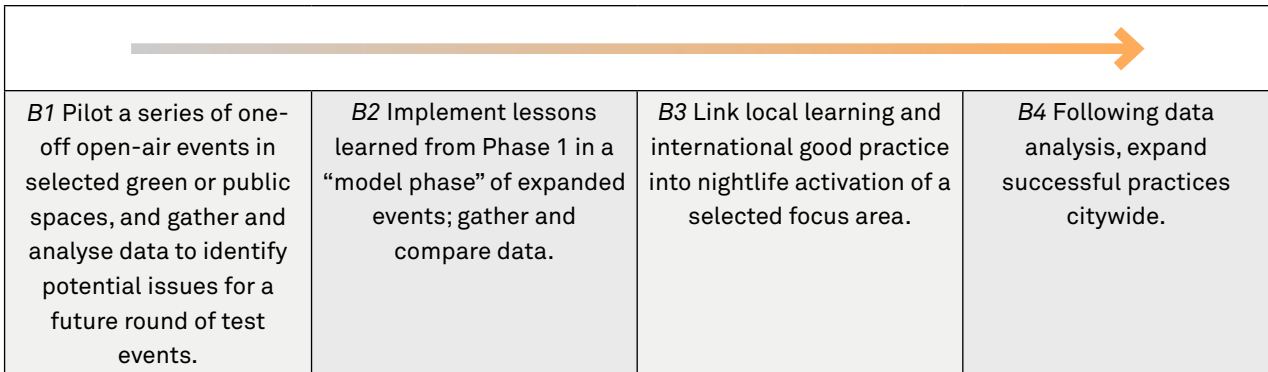 B1 Pilot a series of one-
off open-air events in
selected green or public
spaces, and gather and
analyse data to identify
potential issues for a
future round of test
events.
B2 Implement lessons
learned from Phase 1 in a
“model phase” of expanded
events; gather and
compare data.
B3 Link local learning and
international good practice
into nightlife activation of a
selected focus area.
B4 Following data
analysis, expand
successful practices
citywide.